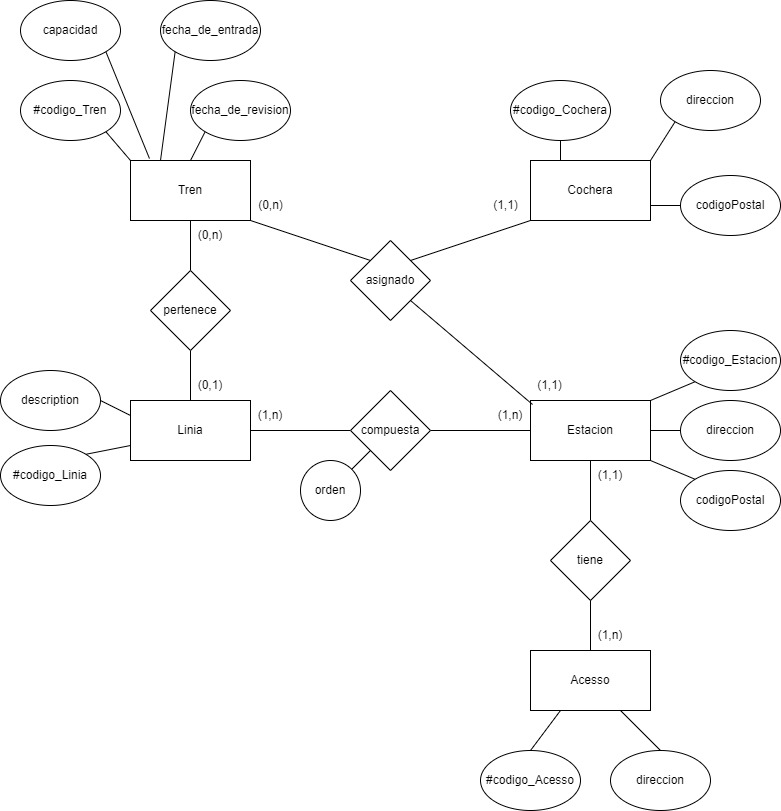 capacidad
fecha_de_entrada
#codigo_Tren
fecha_de_revision
#codigo_Cochera
direccion
Tren
Cochera
codigoPostal
(0,n)
(1,1)
(0,n)
asignado
pertenece
#codigo_Estacion
(0,1)
(1,1)
description
(1,n)
(1,n)
Linia
compuesta
Estacion
direccion
#codigo_Linia
(1,1)
orden
codigoPostal
tiene
(1,n)
Acesso
#codigo_Acesso
direccion